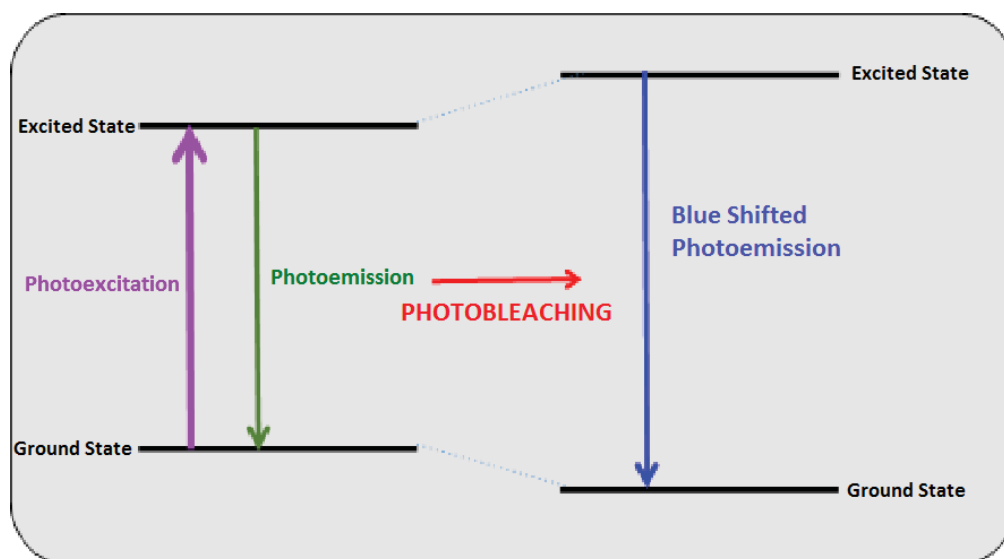 Excited State
Excited State
Blue Shifted
Photoemission
Photoexcitation
Photoemission
PHOTOBLEACHING
Ground State
Ground State